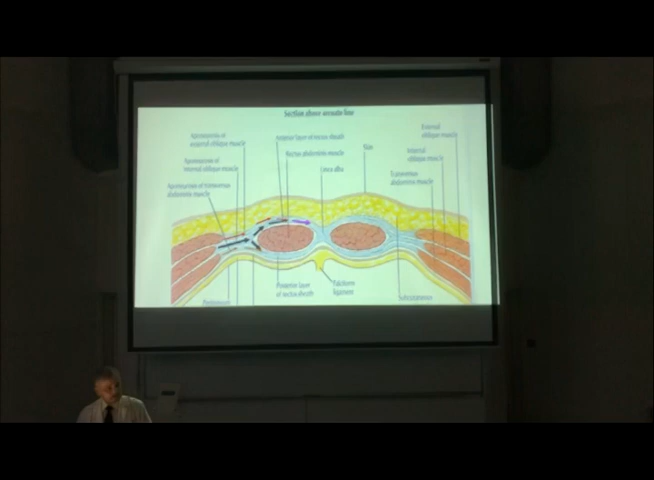 Section above arcuate line
Aponeurosis of
external oblique muscle
Anterior layer of rectus sheath
External
oblique muscle
Rectus abdominis muscle
Skin
Internal
oblique muscle
Aponeurosis of
internal oblique muscle
Linea alba
Transversus
abdominis muscle
Aponeurosis of transversus
abdominis muscle
Posterior layer
of rectus sheath
Falciform
ligament
Peritoneum
Subcutaneous